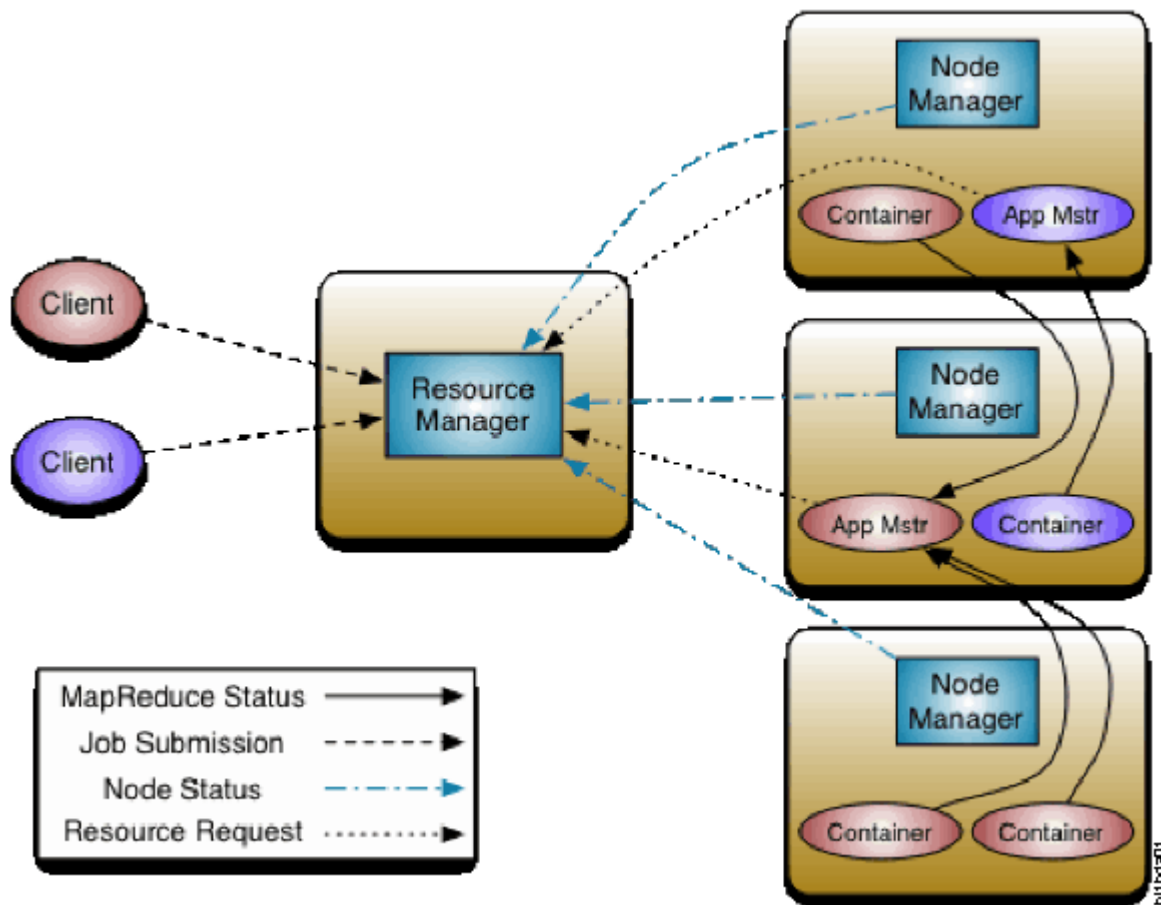 Node
Manager
Container
App Mstr
Client
Resource
Manager
Node
Manager
Client
App Mstr
Container
Node
Manager
MapReduce Status
Job Submission
Node Status
Resource Request
Container
Container